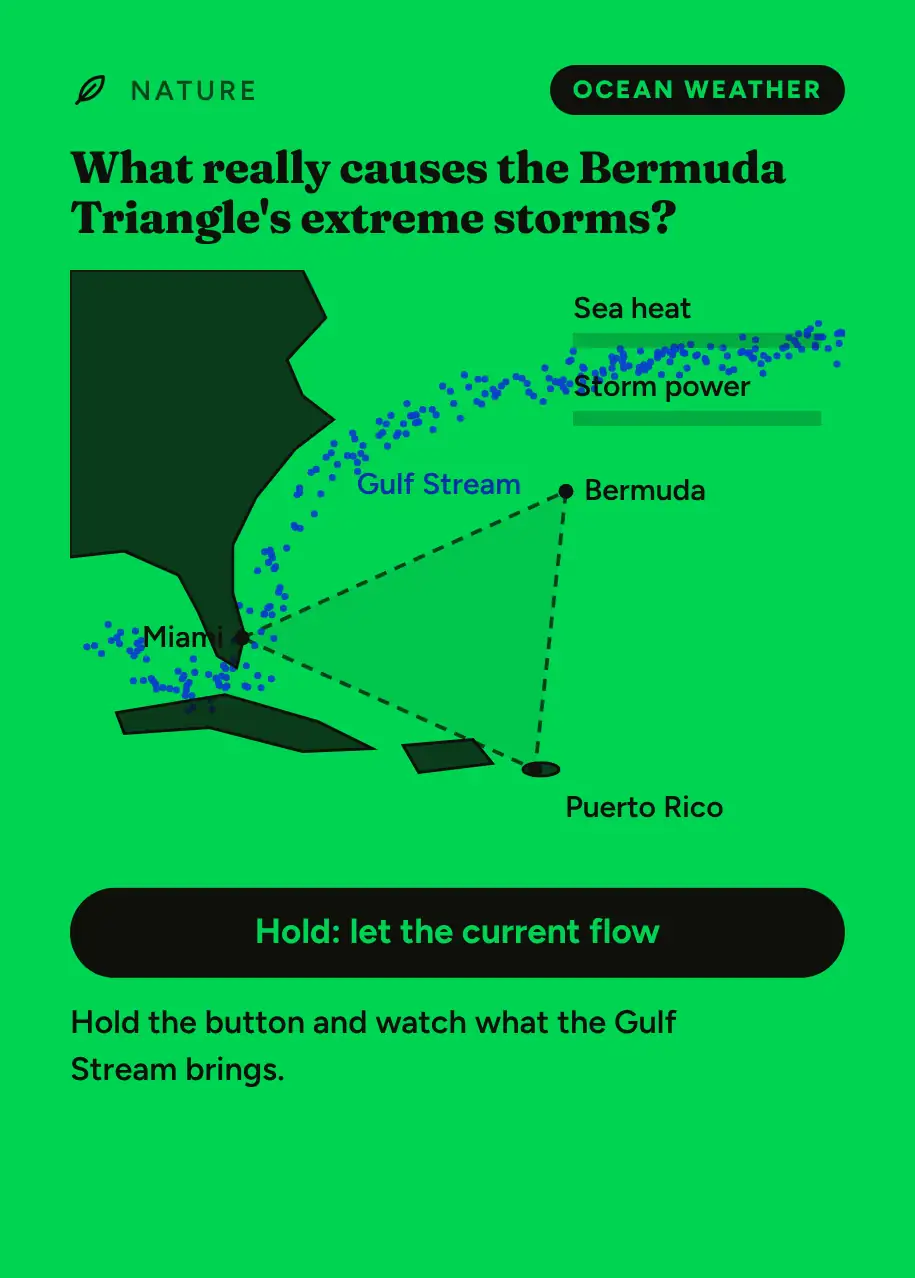 NATURE
OCEAN WEATHER
What really causes the Bermuda
Triangle's extreme storms?
Sea heat
Storm power
Gulf Stream
Bermuda
Miami
Puerto Rico
Hold: let the current flow
Hold the button and watch what the Gulf
Stream brings.